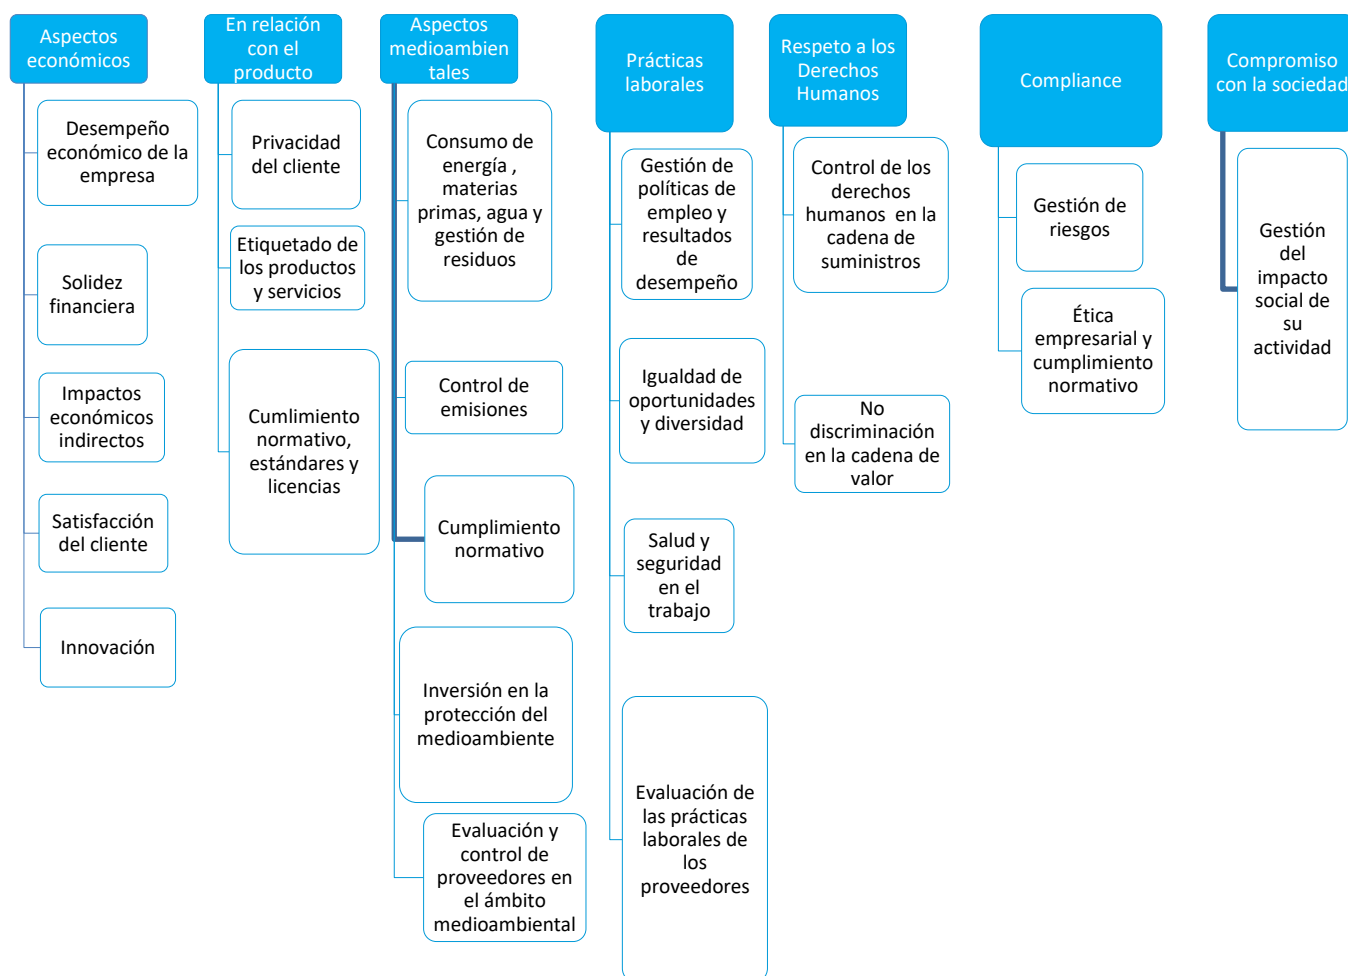 Aspectos
económicos
Desempeño
económico de la
empresa
Solidez
financiera
Impactos
económicos
indirectos
Satisfacción
del cliente
Innovación
En relación
con el
producto
Privacidad
del cliente
Etiquetado de
los productos
y servicios
Cumlimiento
normativo,
estándares y
licencias
Aspectos
medioambien
tales
Consumo de
energía ,
materias
primas, agua y
gestión de
residuos
Control de
emisiones
Cumplimiento
normativo
Inversión en la
protección del
medioambiente
Evaluación y
control de
proveedores en
el ámbito
medioambiental
Prácticas
laborales
Gestión de
políticas de
empleo y
resultados
de
desempeño
Igualdad de
oportunidades
y diversidad
Salud y
seguridad
en el
trabajo
Evaluación de
las prácticas
laborales de
los
proveedores
Respeto a los
Derechos
Humanos
Control de los
derechos
humanos en la
cadena de
suministros
No
discriminación
en la cadena de
valor
Compliance
Gestión de
riesgos
Ética
empresarial y
cumplimiento
normativo
Compromiso
con la sociedad
Gestión
del
impacto
social de
su
actividad